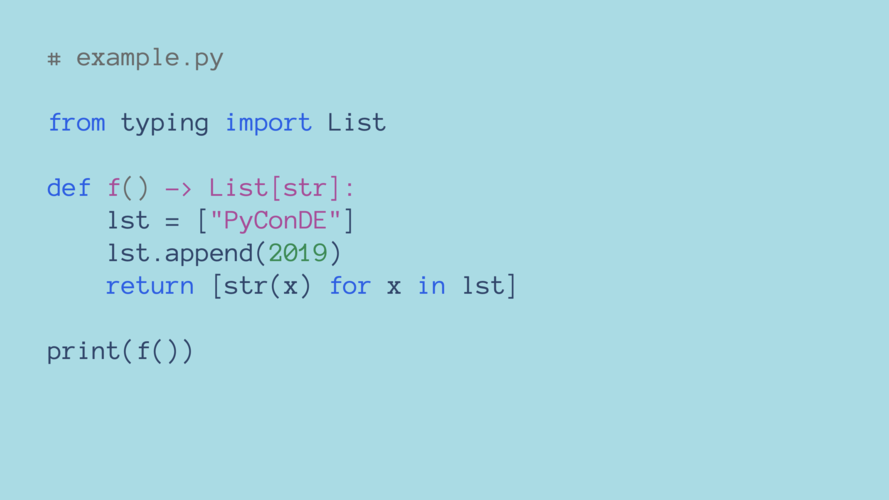 # example.py
from typing import List
def f() -> List[str]:
    lst = ["PyConDE"]
    lst.append(2019)
    return [str(x) for x in lst]
print(f())